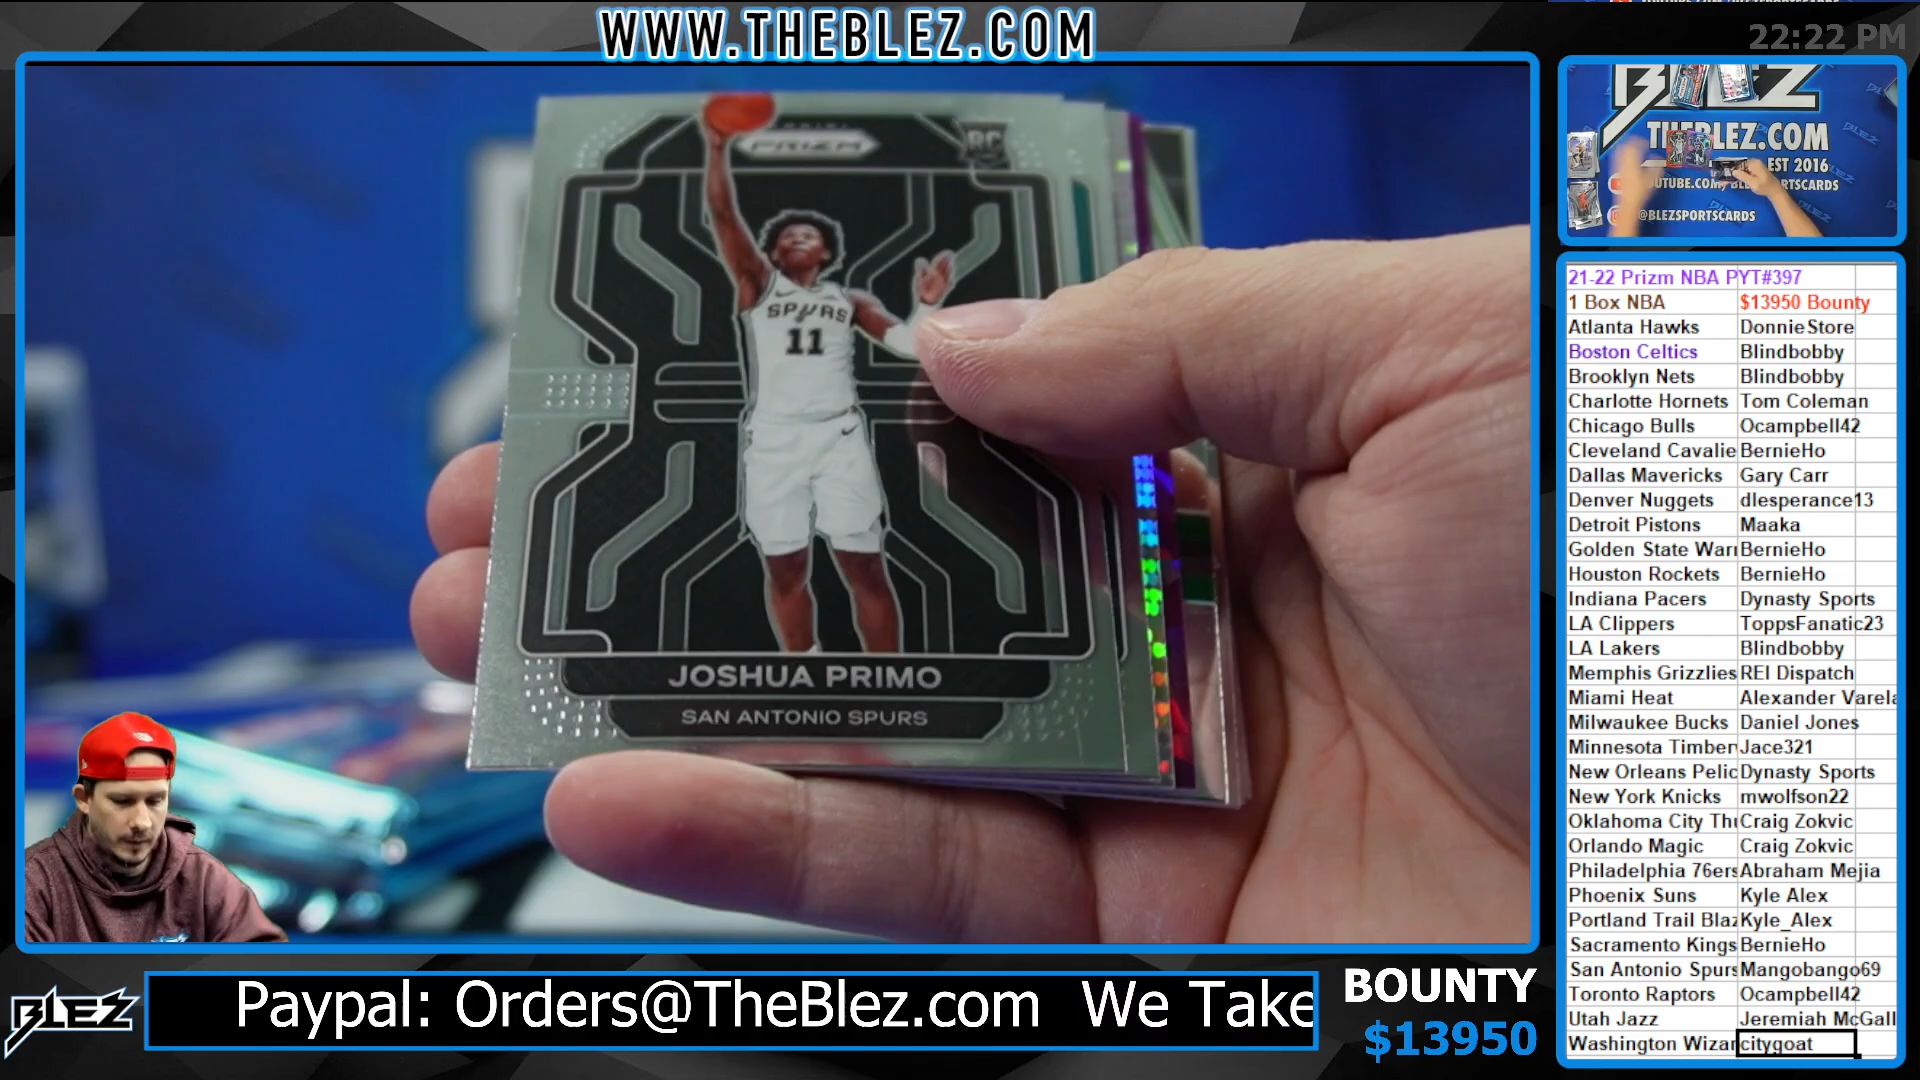 WWW.THEBLEZ.COM
22:22 PM
PRIZM
RC
SPURS
11
JOSHUA PRIMO
SAN ANTONIO SPURS
BLEZ
THEBLEZ.COM
EST 2016
@BLEZSPORTSCARDS
21-22 Prizm NBA PYT#397
1 Box NBA $13950 Bounty
Atlanta Hawks DonnieStore
Boston Celtics Blindbobby
Brooklyn Nets Blindbobby
Charlotte Hornets Tom Coleman
Chicago Bulls Ocampbell42
Cleveland Cavalie BernieHo
Dallas Mavericks Gary Carr
Denver Nuggets dlesperance13
Detroit Pistons Maaka
Golden State Warr BernieHo
Houston Rockets BernieHo
Indiana Pacers Dynasty Sports
LA Clippers ToppsFanatic23
LA Lakers Blindbobby
Memphis Grizzlies REI Dispatch
Miami Heat Alexander Varela
Milwaukee Bucks Daniel Jones
Minnesota Timber Jace321
New Orleans Pelic Dynasty Sports
New York Knicks mwolfson22
Oklahoma City Thu Craig Zokvic
Orlando Magic Craig Zokvic
Philadelphia 76ers Abraham Mejia
Phoenix Suns Kyle Alex
Portland Trail Blaz Kyle_Alex
Sacramento Kings BernieHo
San Antonio Spurs Mangobango69
Toronto Raptors Ocampbell42
Utah Jazz Jeremiah McGall
Washington Wizar citygoat
BLEZ
Paypal: Orders@TheBlez.com We Take
BOUNTY
$13950